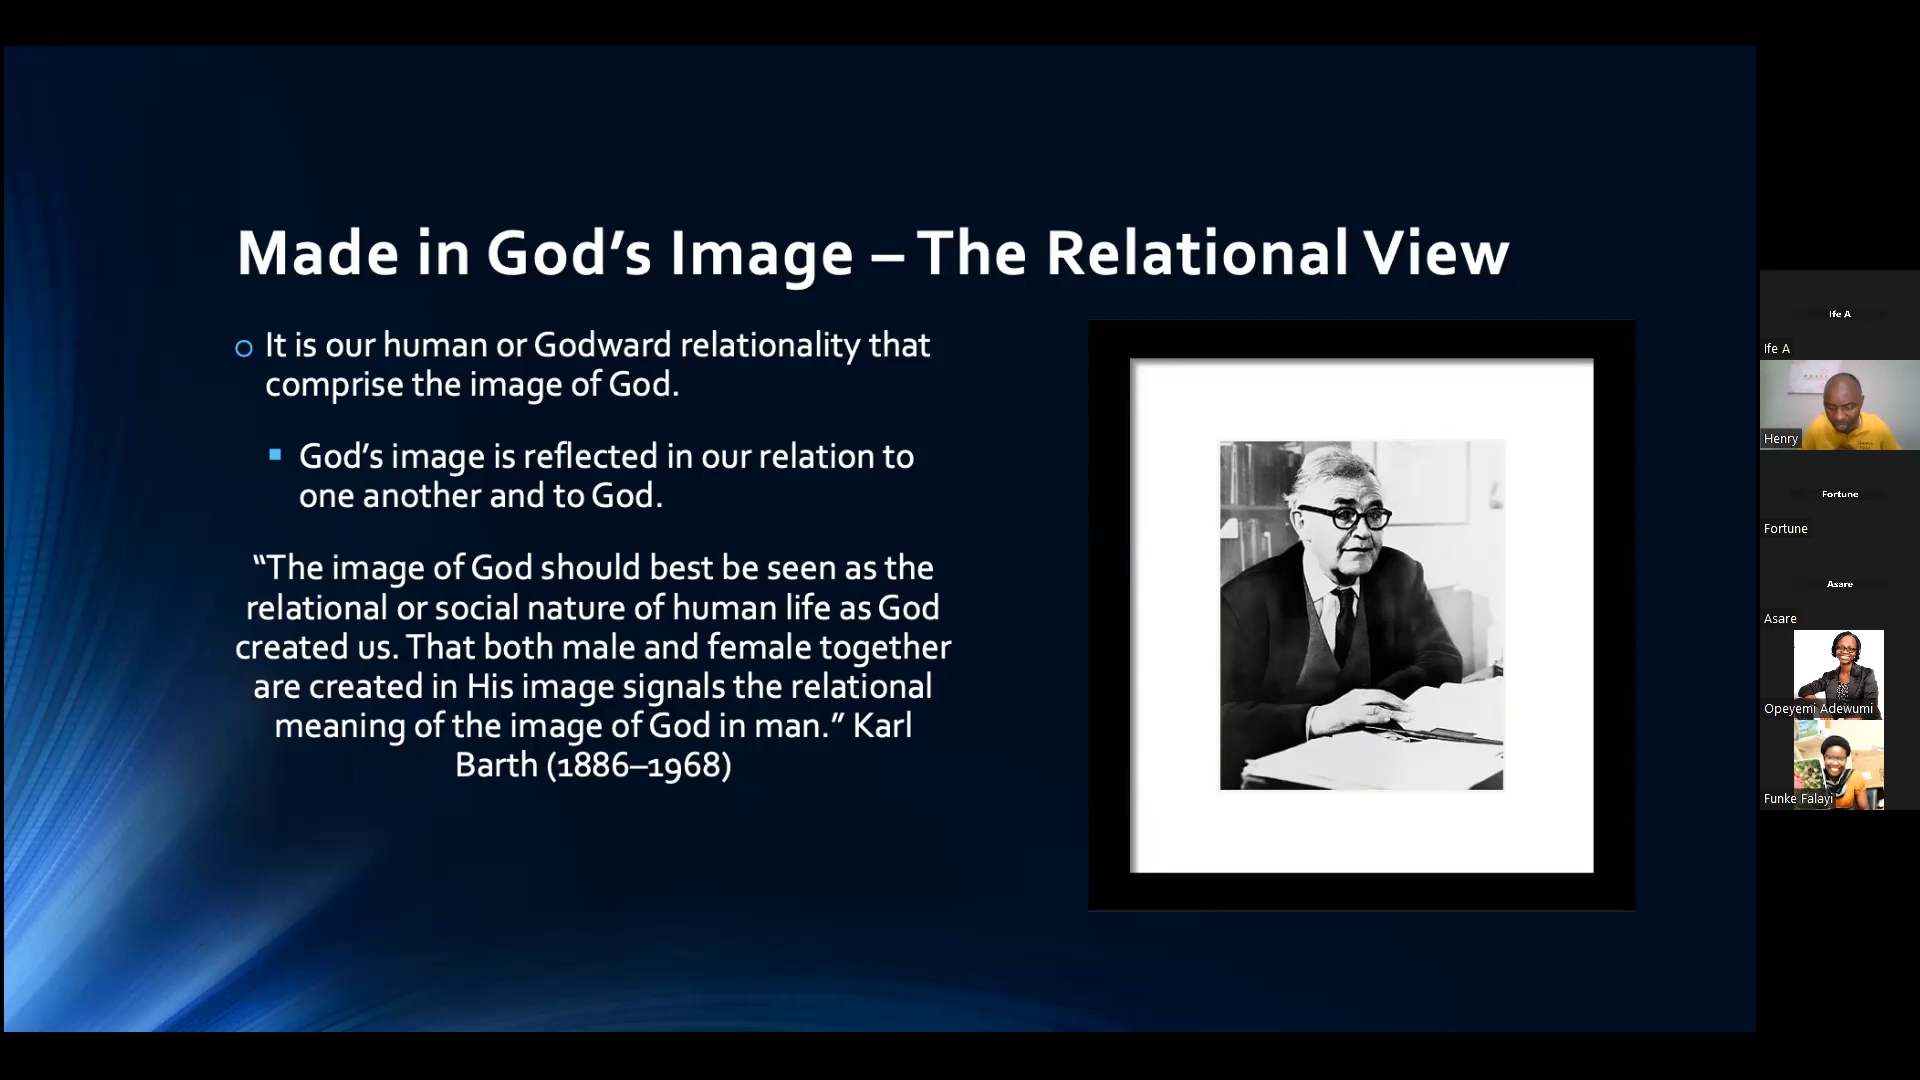 Made in God’s Image – The Relational View
It is our human or Godward relationality that
comprise the image of God.
God’s image is reflected in our relation to
one another and to God.
“The image of God should best be seen as the
relational or social nature of human life as God
created us. That both male and female together
are created in His image signals the relational
meaning of the image of God in man.” Karl
Barth (1886–1968)
Ife A
Ife A
Henry
Fortune
Fortune
Asare
Asare
Opeyemi Adewumi
Funke Falayi